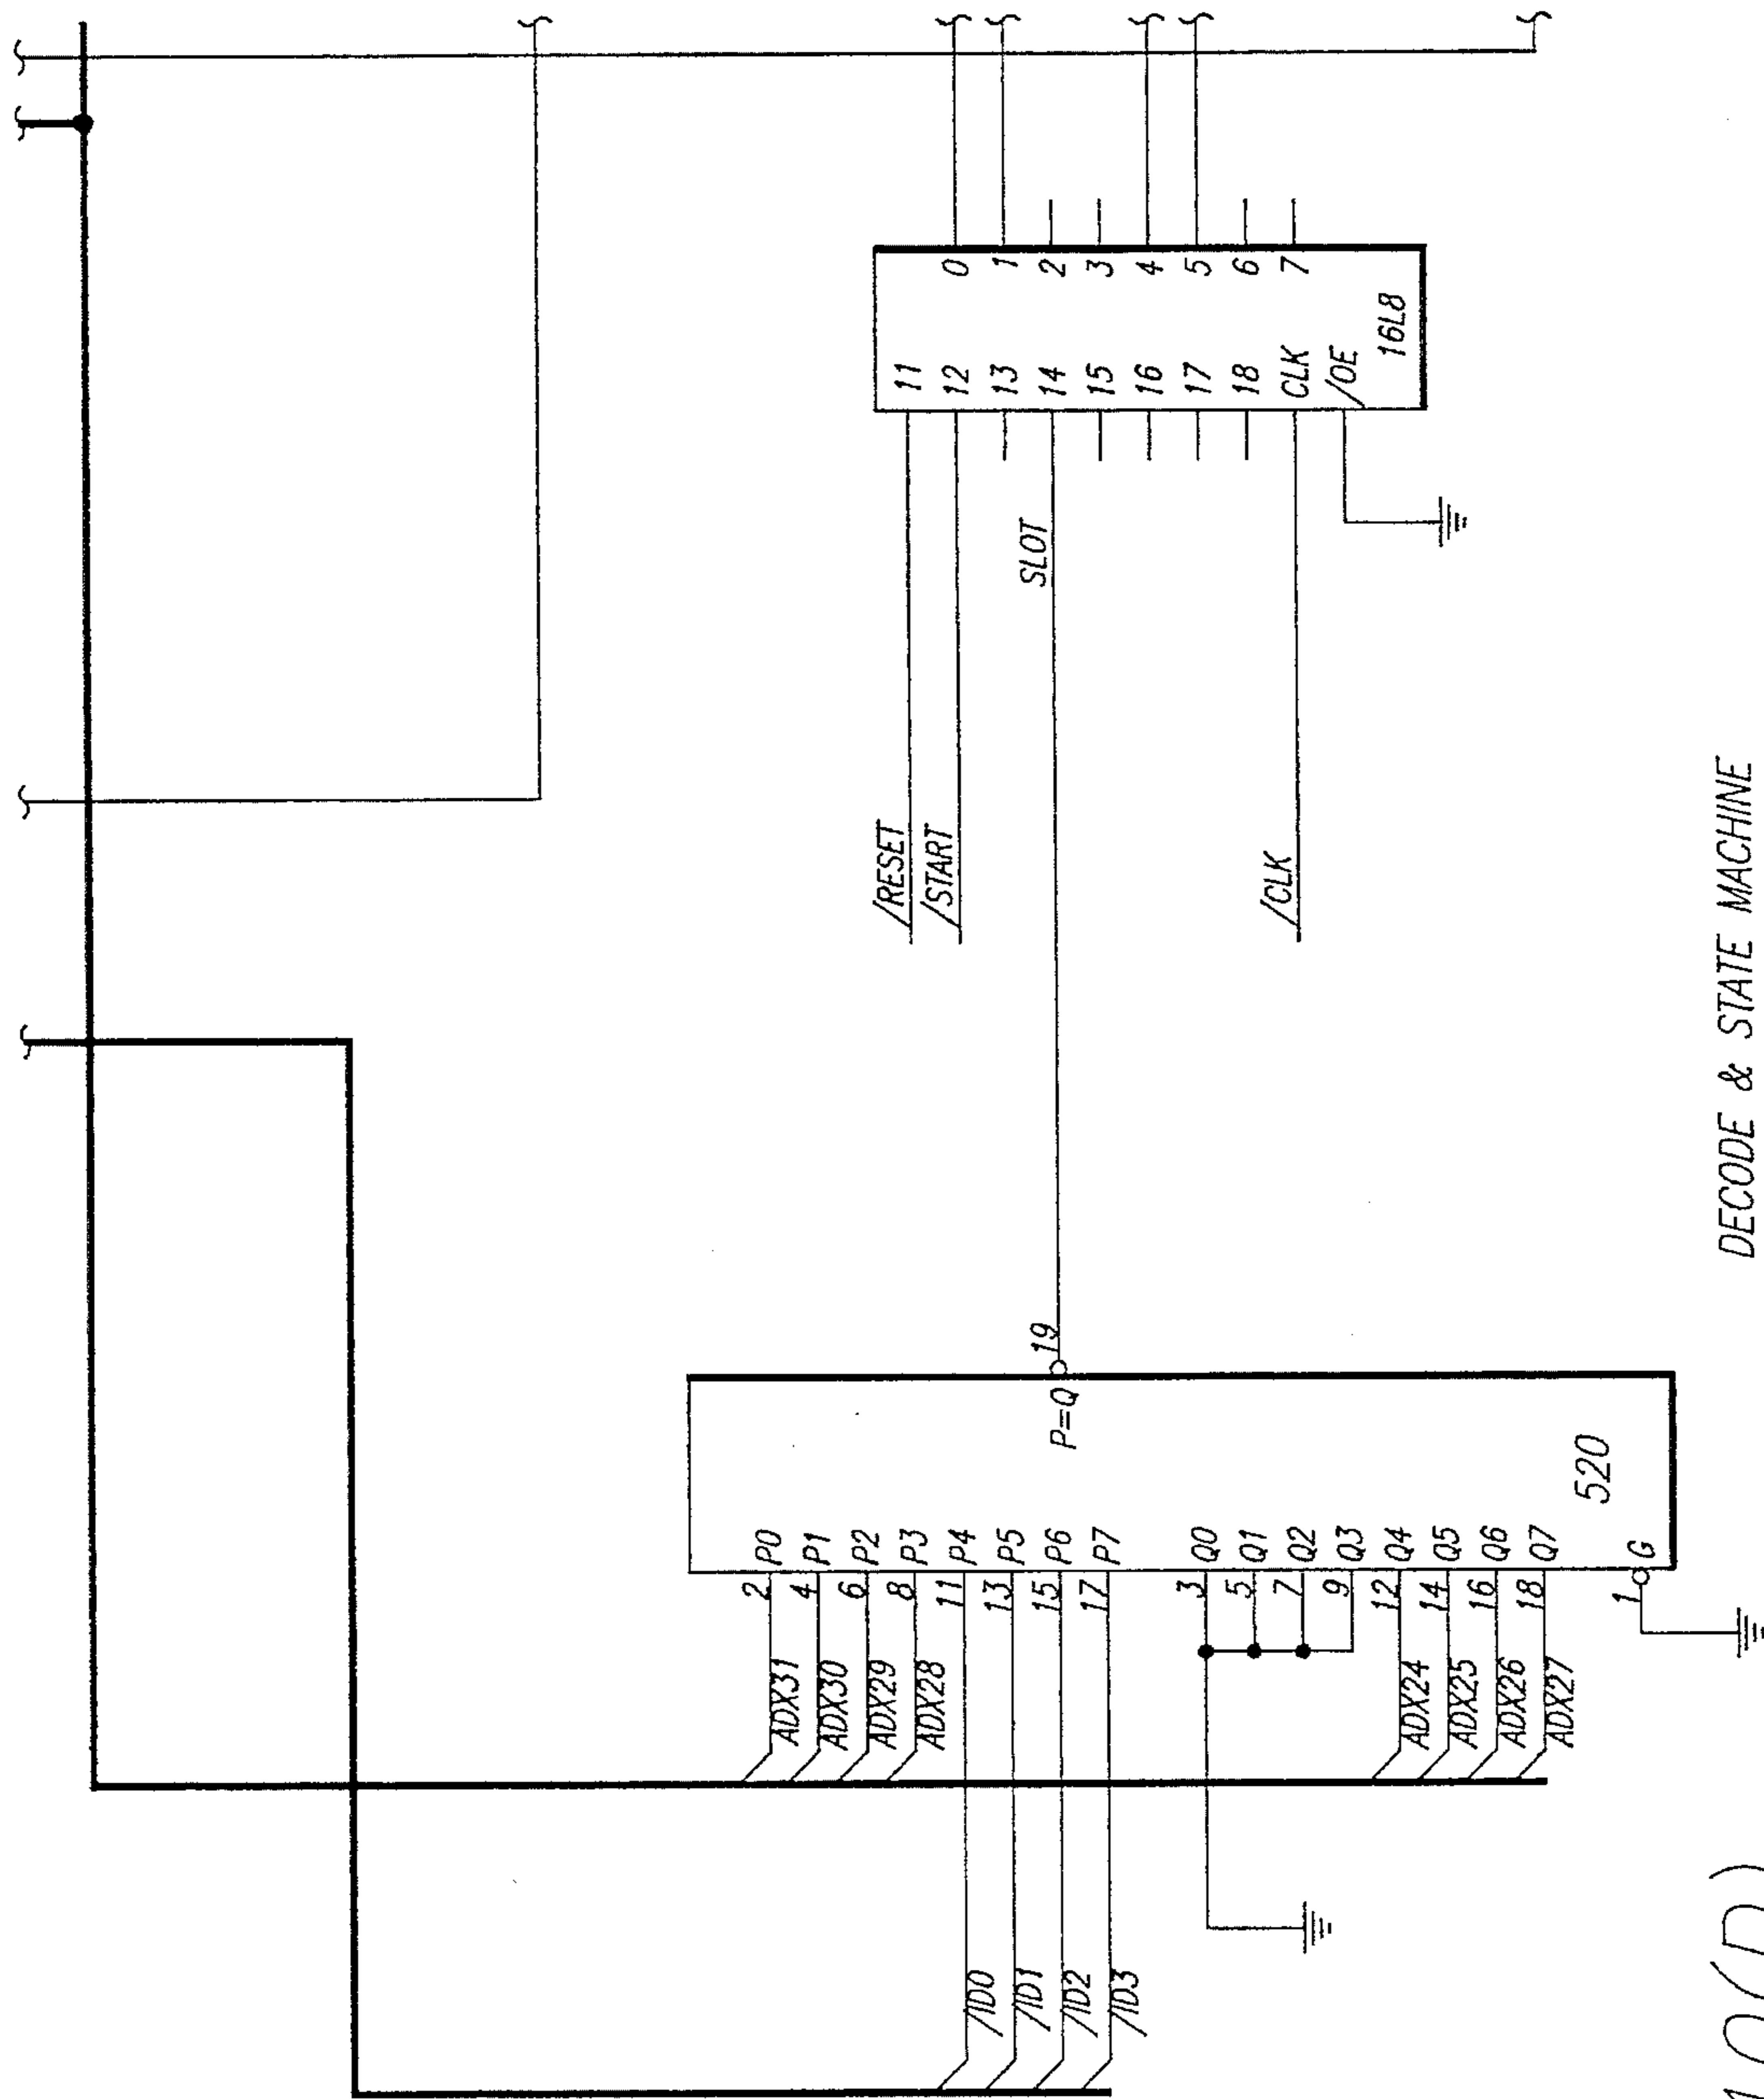 /ID0
/ID1
/ID2
/ID3
ADX31
ADX30
ADX29
ADX28
ADX24
ADX25
ADX26
ADX27
2 P0
4 P1
6 P2
8 P3
11 P4
13 P5
15 P6
17 P7
3 Q0
5 Q1
7 Q2
9 Q3
12 Q4
14 Q5
16 Q6
18 Q7
1 G
P=Q 19
520
/RESET
/START
SLOT
/CLK
11
12 0
13 1
14 2
15 3
16 4
17 5
18 6
CLK 7
/OE
16L8
DECODE & STATE MACHINE
10(D)